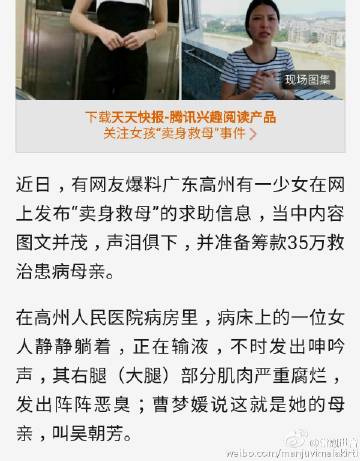 现场图集
下载天天快报-腾讯兴趣阅读产品
关注女孩“卖身救母”事件 >
近日，有网友爆料广东高州有一少女在网
上发布“卖身救母”的求助信息，当中内容
图文并茂，声泪俱下，并准备筹款35万救
治患病母亲。
在高州人民医院病房里，病床上的一位女
人静静躺着，正在输液，不时发出呻吟
声，其右腿（大腿）部分肌肉严重腐烂，
发出阵阵恶臭；曹梦媛说这就是她的母
亲，叫吴朝芳。
weibo.com/manjuvimalakirti